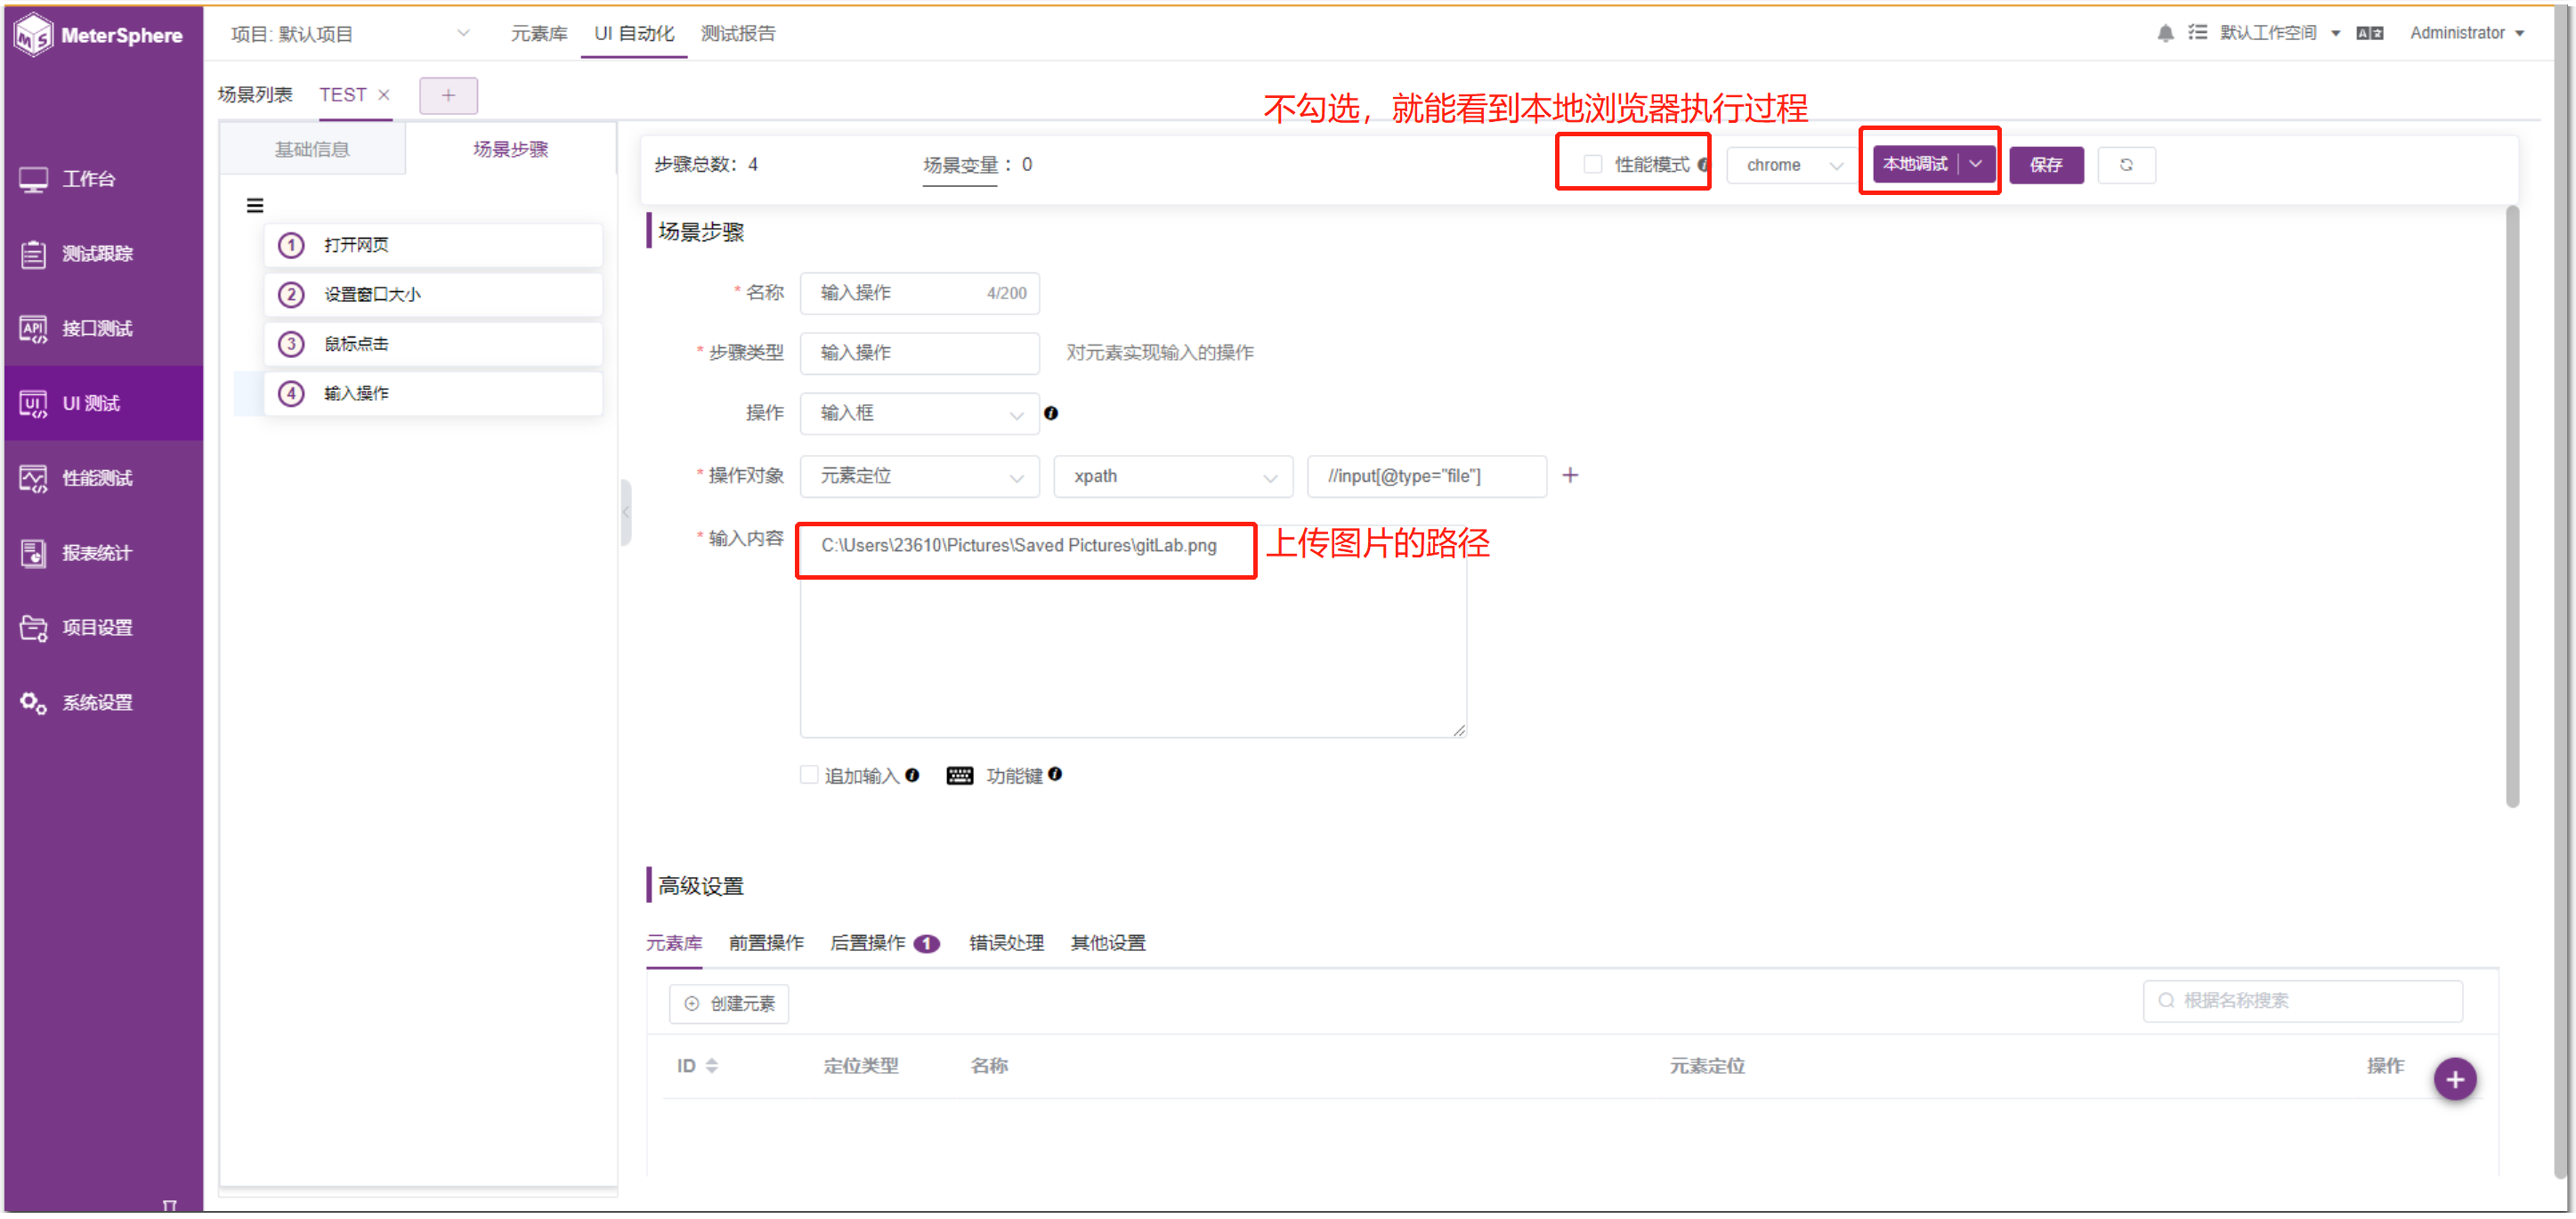 MeterSphere
项目: 默认项目
元素库
UI 自动化
测试报告
默认工作空间
Administrator
工作台
测试跟踪
API 接口测试
UI UI 测试
性能测试
报表统计
项目设置
系统设置
场景列表
TEST ×
+
不勾选，就能看到本地浏览器执行过程
基础信息
场景步骤
1 打开网页
2 设置窗口大小
3 鼠标点击
4 输入操作
步骤总数：4
场景变量：0
性能模式
chrome
本地调试
保存
场景步骤
* 名称 输入操作 4/200
* 步骤类型 输入操作 对元素实现输入的操作
操作 输入框
* 操作对象 元素定位 xpath //input[@type="file"] +
* 输入内容 C:\Users\23610\Pictures\Saved Pictures\gitLab.png 上传图片的路径
追加输入 功能键
高级设置
元素库 前置操作 后置操作 1 错误处理 其他设置
创建元素
根据名称搜索
ID 定位类型 名称 元素定位 操作
+